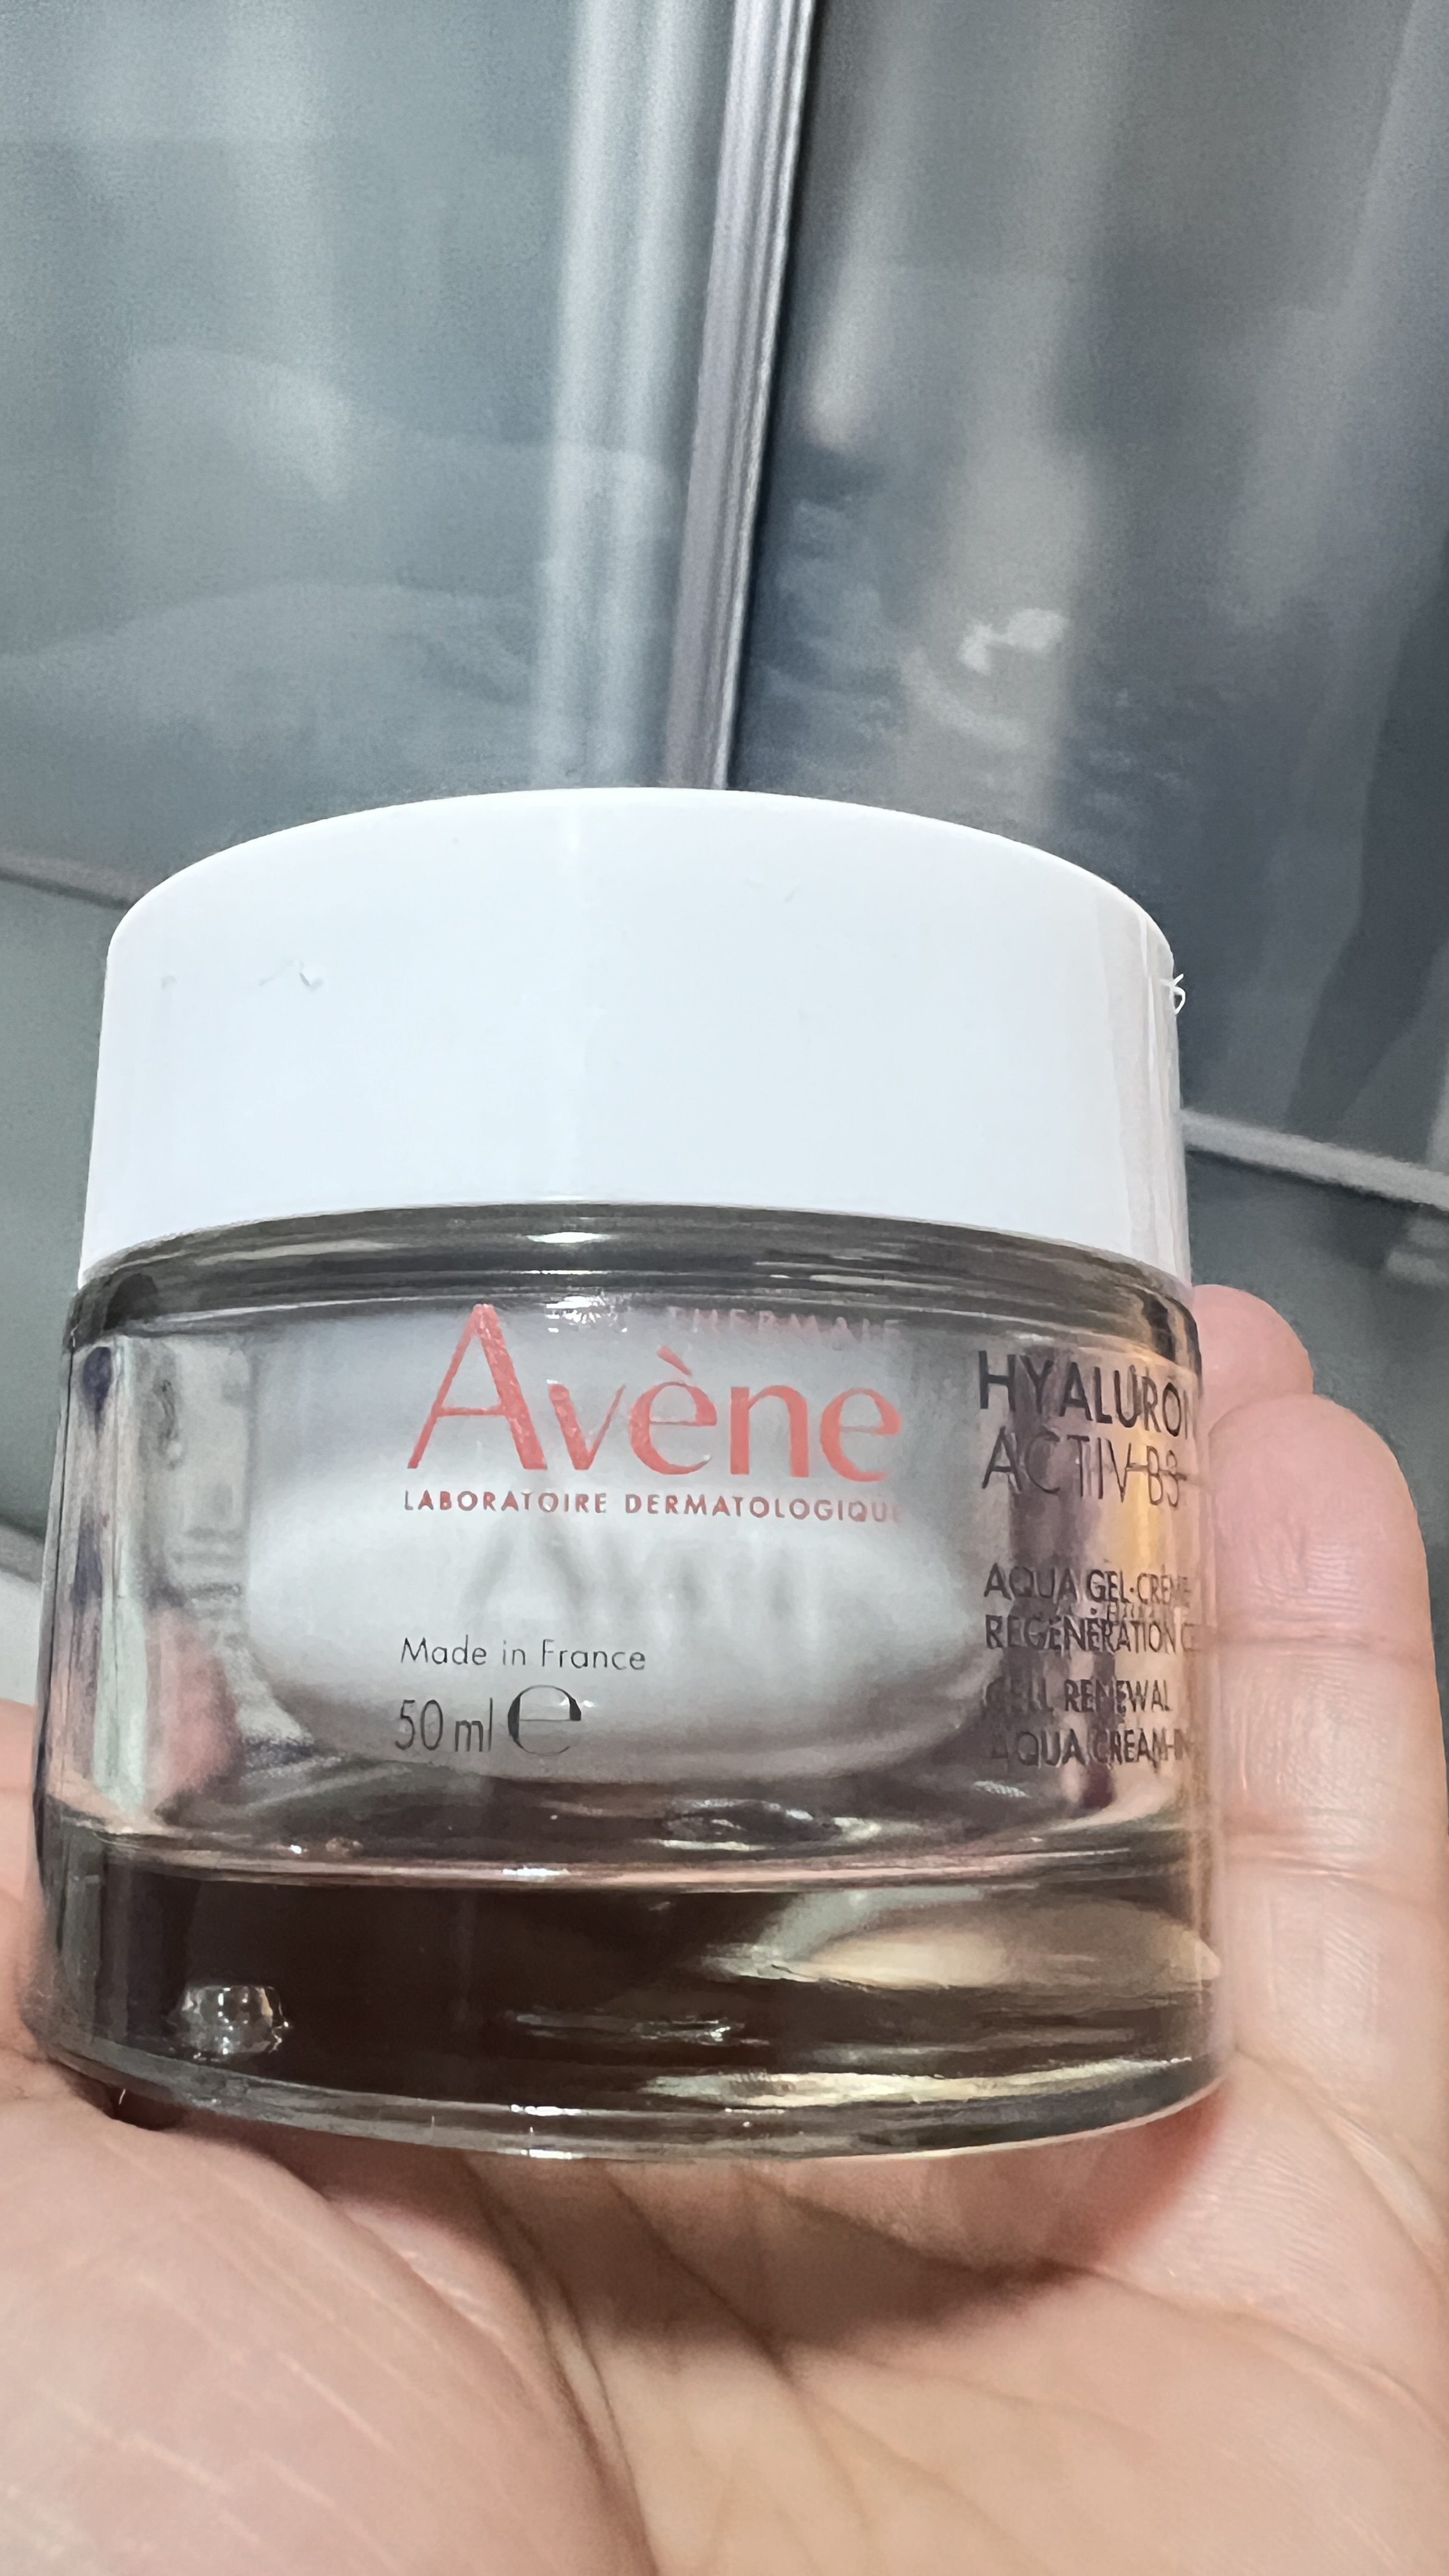 THERMALE
Avène
LABORATOIRE DERMATOLOGIQUE
Made in France
50 ml e
HYALURON
ACTIV B3
AQUA GEL-CRÈME
RÉGÉNÉRATION
CELL RENEWAL
AQUA CREAM-IN